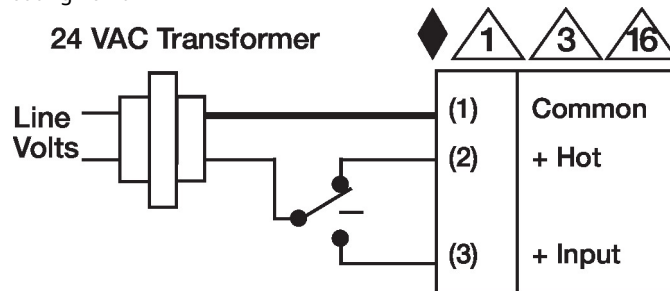 24 VAC Transformer
1 3 16
Line
Volts
(1) Common
(2) + Hot
(3) + Input